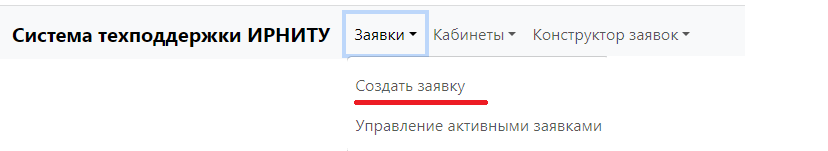 Система техподдержки ИРНИТУ Заявки Кабинеты Конструктор заявок
Создать заявку
Управление активными заявками